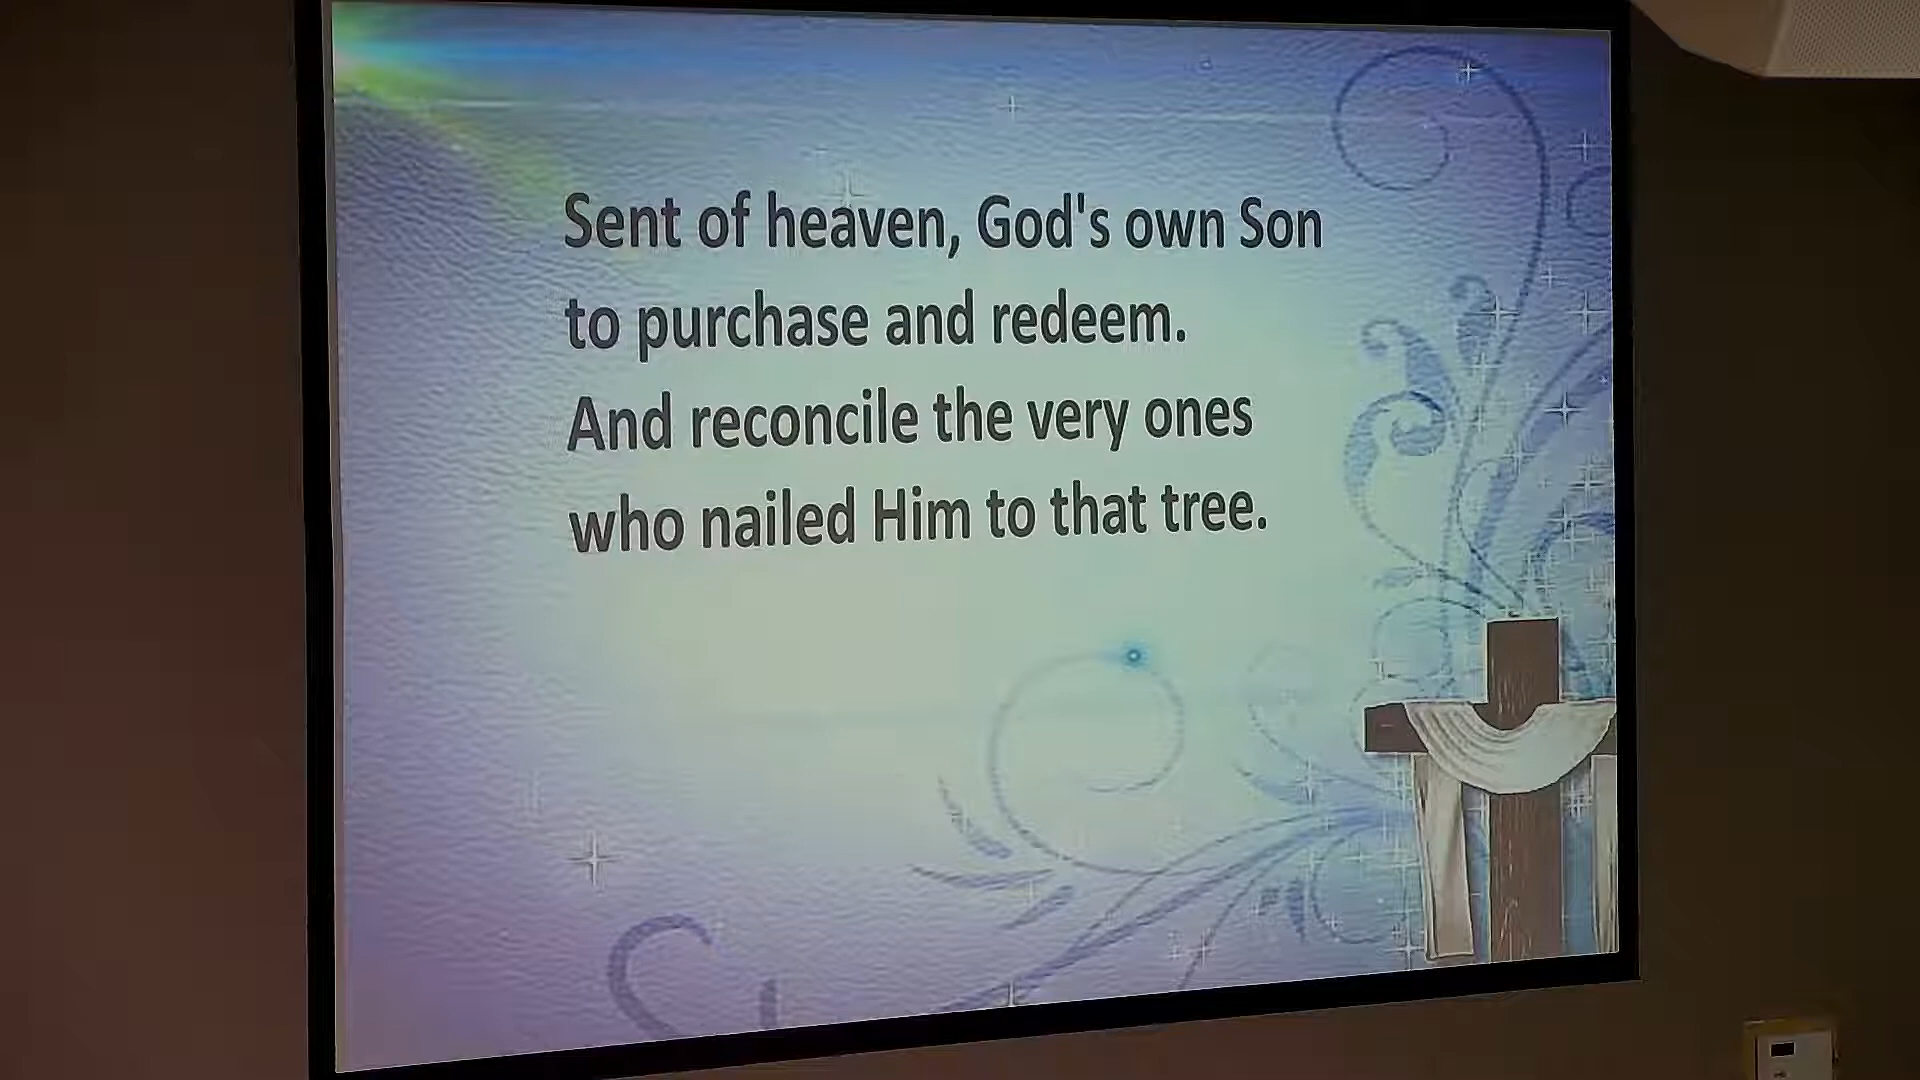 Sent of heaven, God's own Son
to purchase and redeem.
And reconcile the very ones
who nailed Him to that tree.